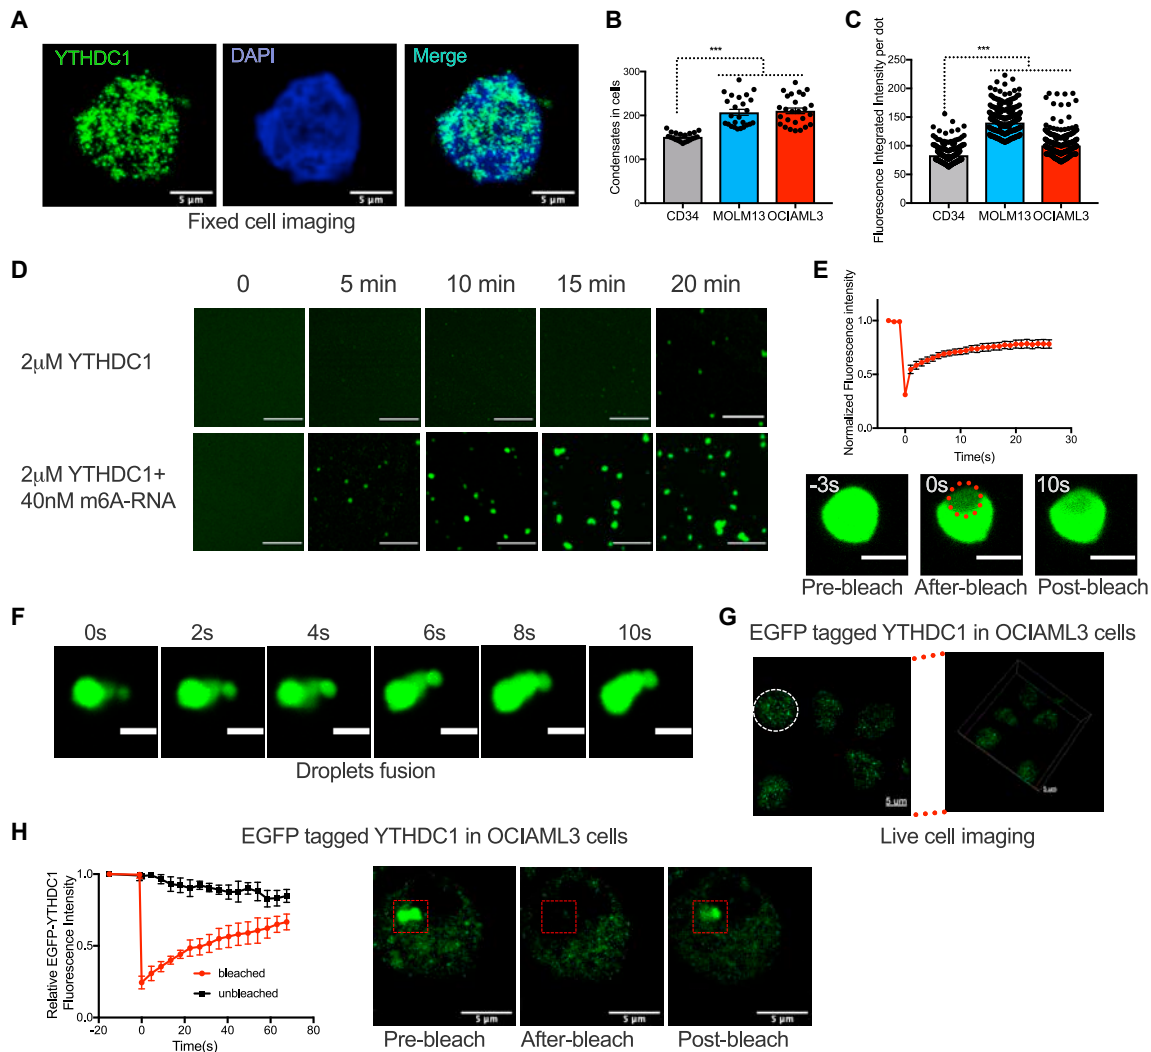 A
YTHDC1
DAPI
Merge
5 μm
5 μm
5 μm
Fixed cell imaging
B
***
Condensates in cells
300
200
100
0
CD34
MOLM13
OCIAML3
C
***
Fluorescence Integrated Intensity per dot
250
200
150
100
50
0
CD34
MOLM13
OCIAML3
D
0
5 min
10 min
15 min
20 min
2μM YTHDC1
2μM YTHDC1+
40nM m6A-RNA
E
Normalized Fluorescence intensity
1.0
0.5
0.0
0
10
20
30
Time(s)
-3s
0s
10s
Pre-bleach
After-bleach
Post-bleach
F
0s
2s
4s
6s
8s
10s
Droplets fusion
G
EGFP tagged YTHDC1 in OCIAML3 cells
5 um
Live cell imaging
H
EGFP tagged YTHDC1 in OCIAML3 cells
Relative EGFP-YTHDC1
Fluorescence Intensity
1.0
0.5
0.0
bleached
unbleached
-20
0
20
40
60
80
Time(s)
5 μm
5 μm
5 μm
Pre-bleach
After-bleach
Post-bleach